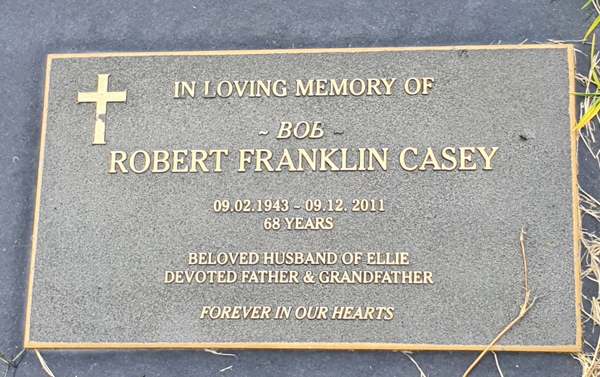 IN LOVING MEMORY OF
~ BOB ~
ROBERT FRANKLIN CASEY
09.02.1943 ~ 09.12. 2011
68 YEARS
BELOVED HUSBAND OF ELLIE
DEVOTED FATHER & GRANDFATHER
FOREVER IN OUR HEARTS